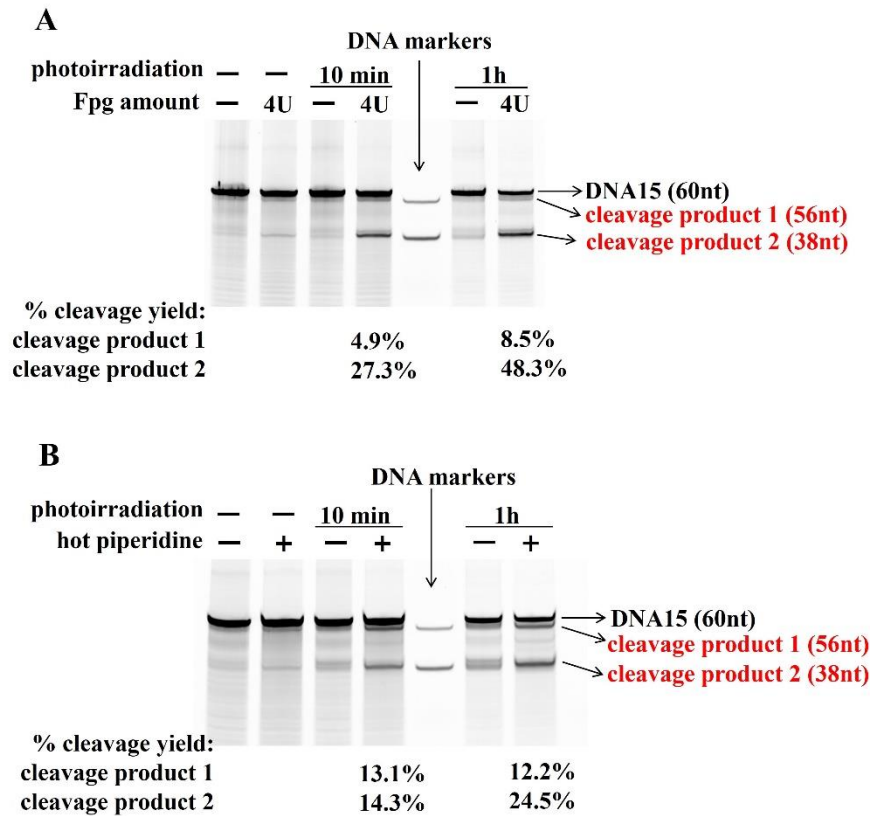 A
DNA markers
photoirradiation — — 10 min 1h
Fpg amount — 4U — 4U — 4U
DNA15 (60nt)
cleavage product 1 (56nt)
cleavage product 2 (38nt)
% cleavage yield:
cleavage product 1 4.9% 8.5%
cleavage product 2 27.3% 48.3%
B
DNA markers
photoirradiation — — 10 min 1h
hot piperidine — + — + — +
DNA15 (60nt)
cleavage product 1 (56nt)
cleavage product 2 (38nt)
% cleavage yield:
cleavage product 1 13.1% 12.2%
cleavage product 2 14.3% 24.5%